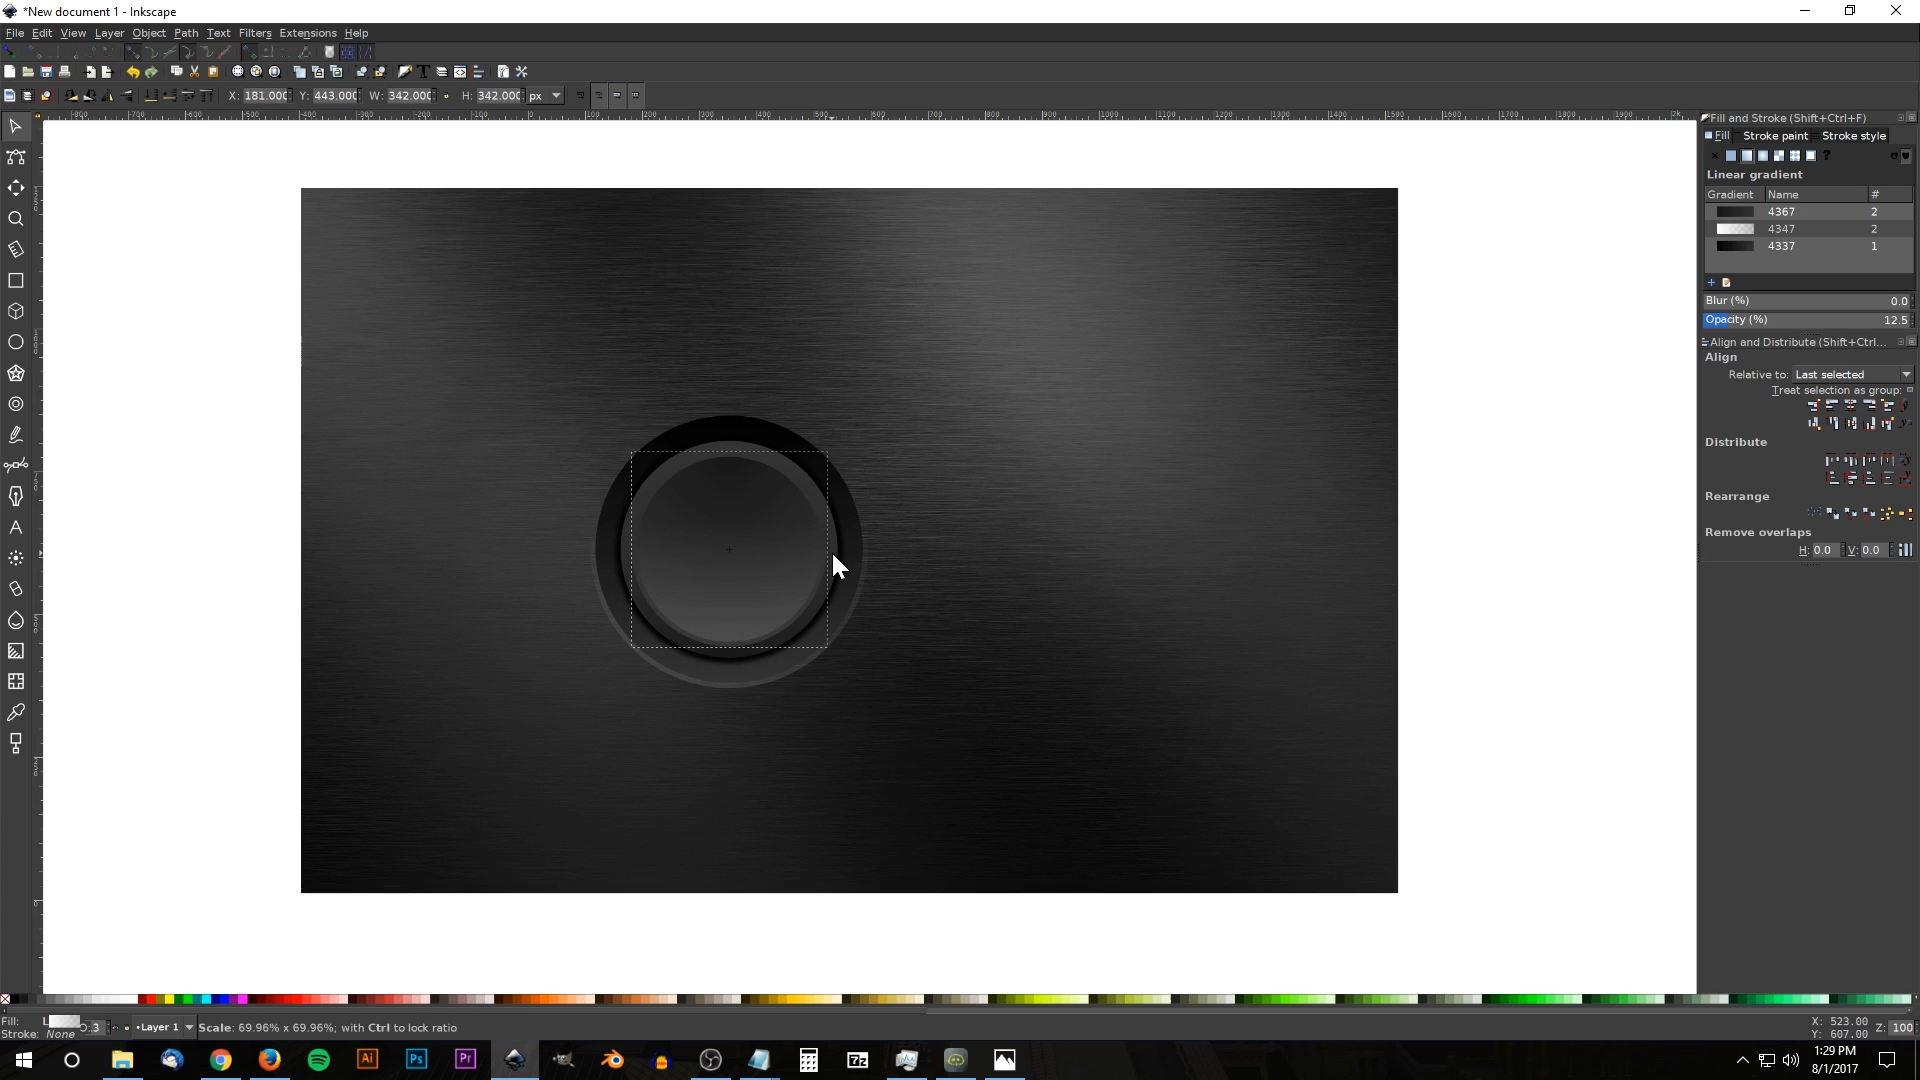 *New document 1 - Inkscape
File Edit View Layer Object Path Text Filters Extensions Help
X: 181.000 Y: 443.000 W: 342.000 H: 342.000 px
Fill and Stroke (Shift+Ctrl+F)
Fill Stroke paint Stroke style
Linear gradient
Gradient Name #
4367 2
4347 2
4337 1
Blur (%) 0.0
Opacity (%) 12.5
Align and Distribute (Shift+Ctrl...
Align
Relative to: Last selected
Treat selection as group:
Distribute
Rearrange
Remove overlaps
H: 0.0 V: 0.0
Fill: L O: 3 Layer 1 Scale: 69.96% x 69.96%; with Ctrl to lock ratio
Stroke: None
X: 523.00
Y: 607.00
Z: 100
Ai Ps Pr 7z
1:29 PM
8/1/2017